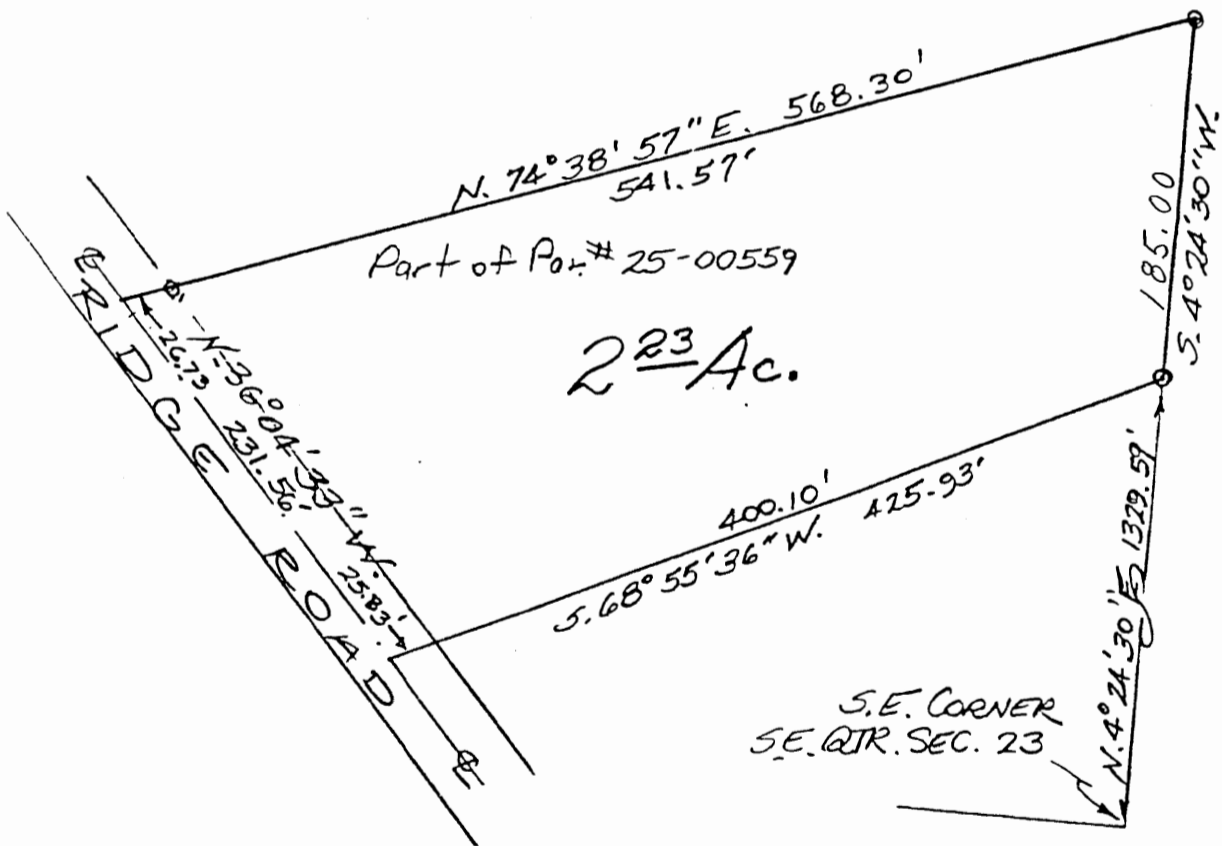 N. 74° 38' 57" E. 568.30'
541.57'
Part of Par.# 25-00559
2 23 Ac.
185.00
S. 4° 24' 30" W.
RIDGE ROAD
26.73
N. 36° 04' 33" W.
231.56'
25.83'
400.10'
425.93'
S. 68° 55' 36" W.
N. 4° 24' 30" E 1329.59'
S.E. CORNER
S.E. QTR. SEC. 23